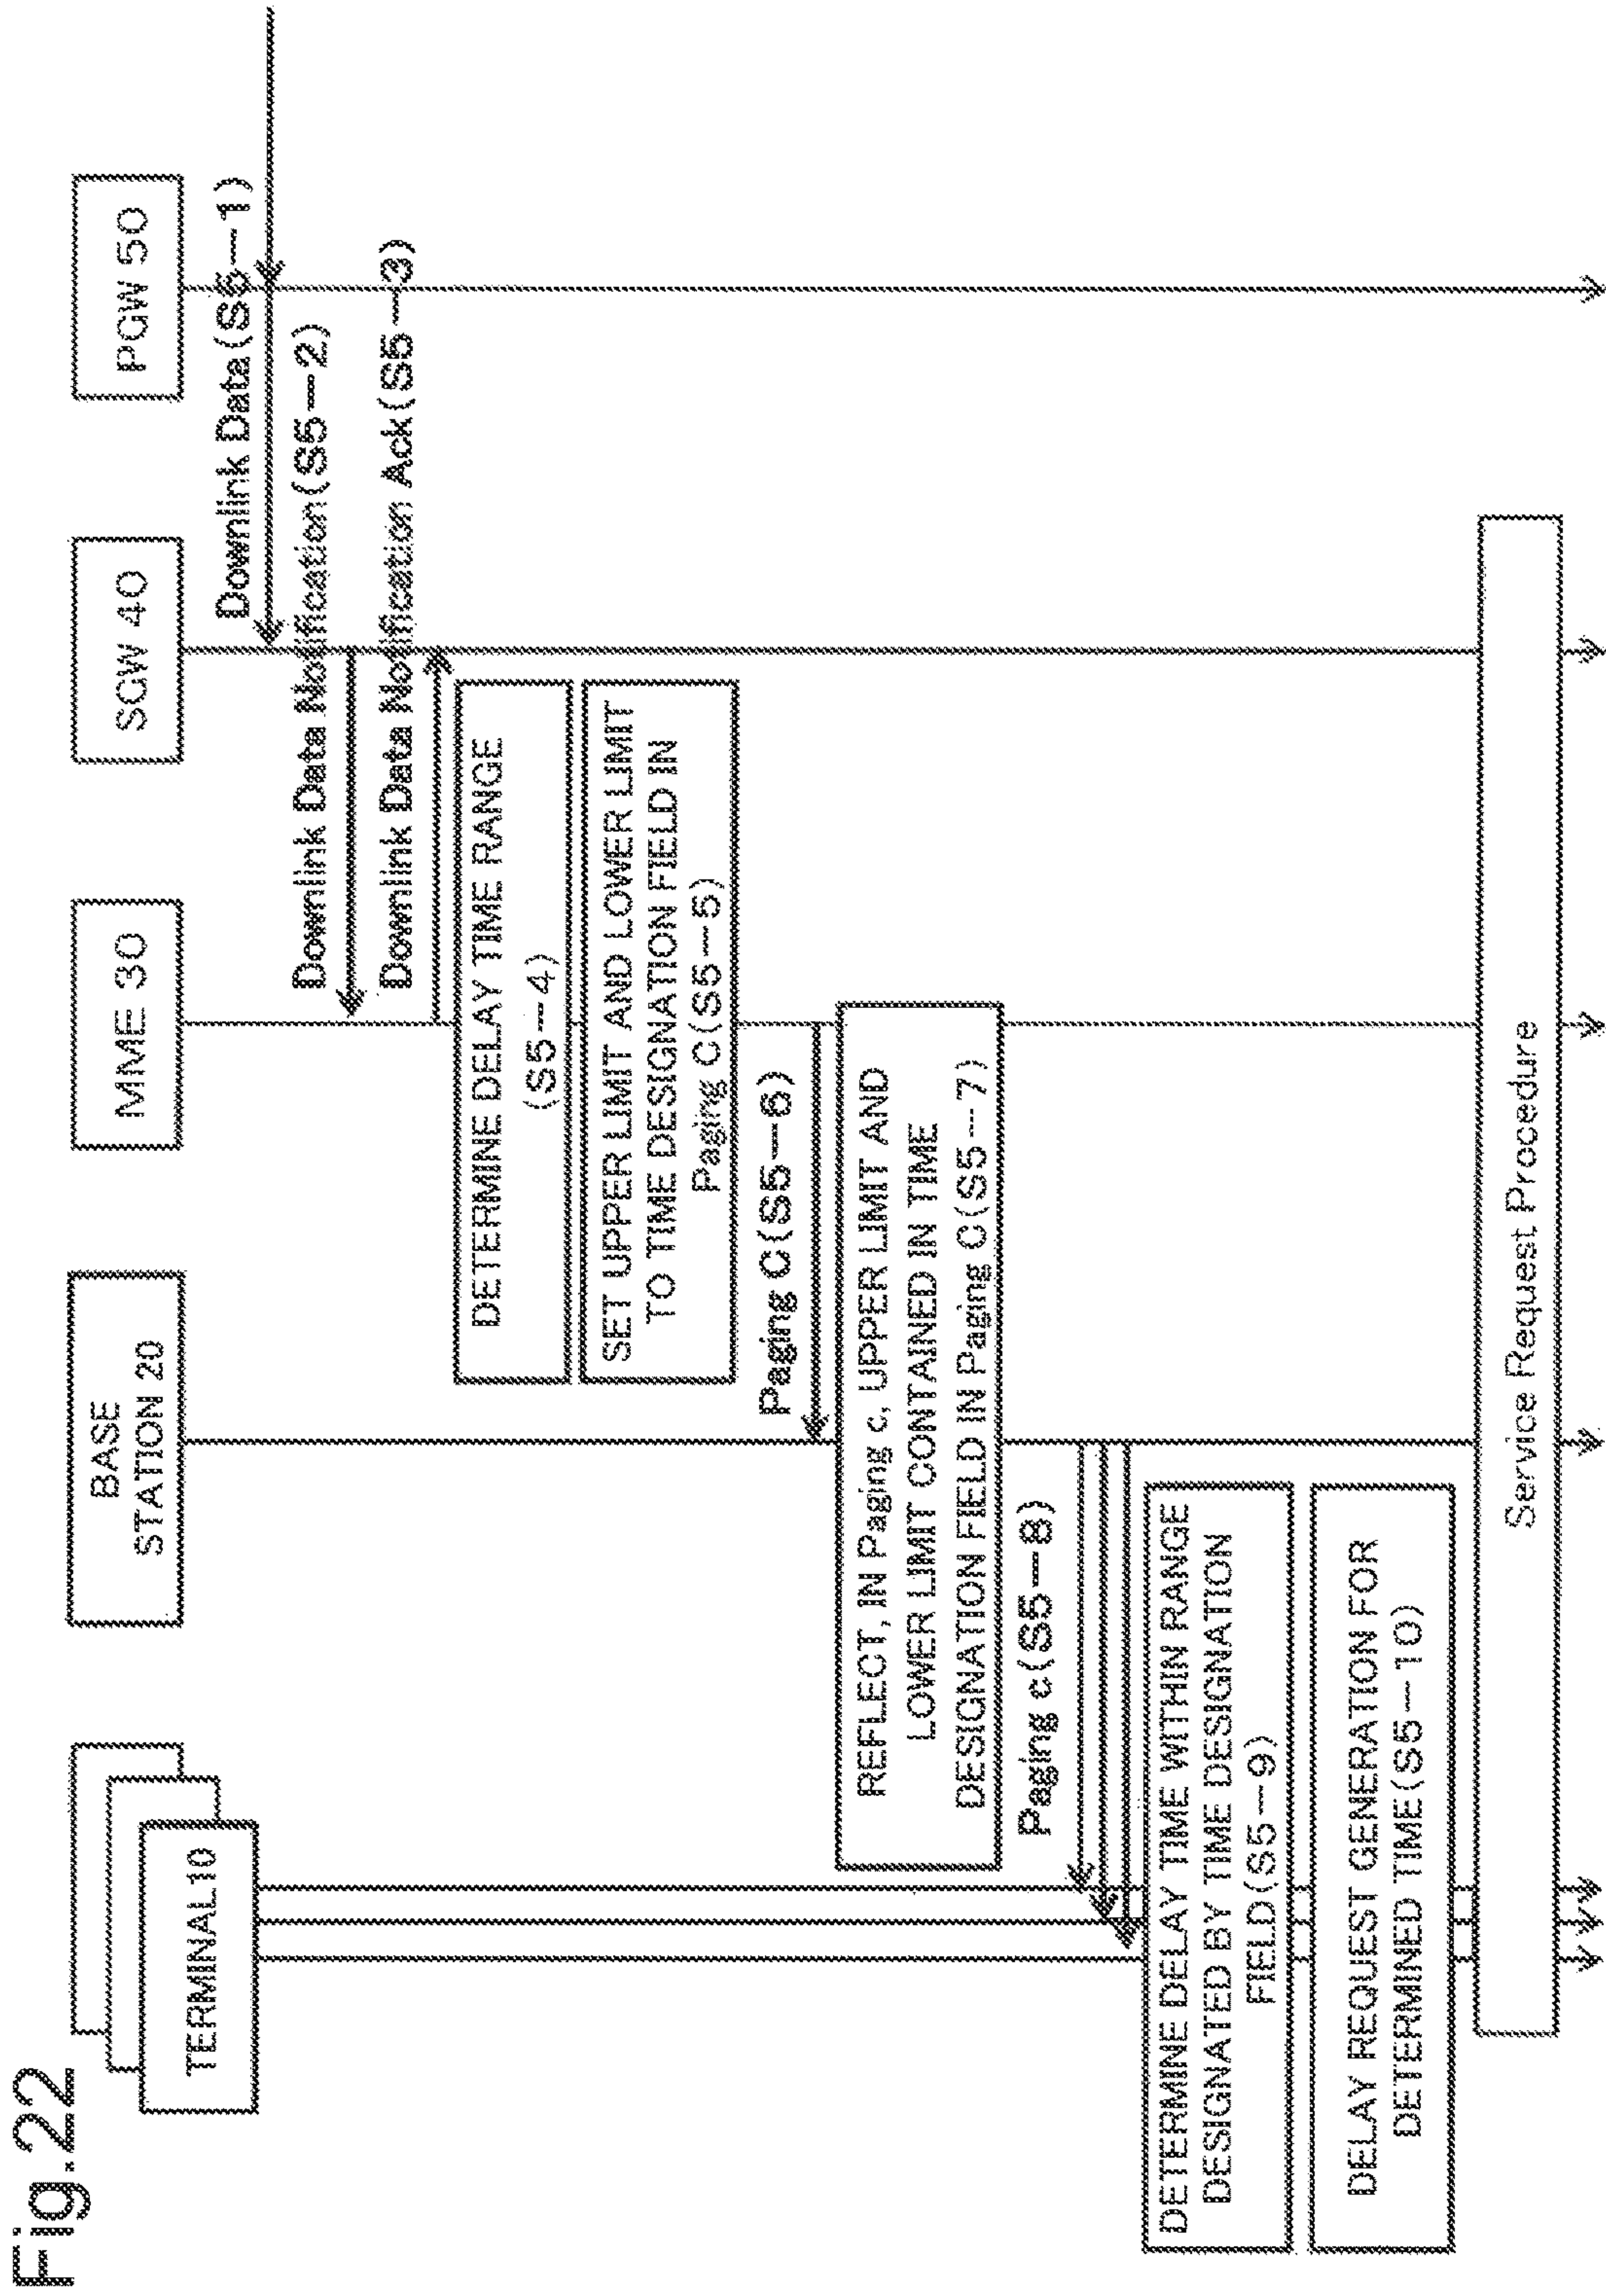 Fig.22
TERMINAL10
BASE
STATION 20
MME 30
SGW 40
PGW 50
Downlink Data(S5-1)
Downlink Data Notification(S5-2)
Downlink Data Notification Ack(S5-3)
DETERMINE DELAY TIME RANGE
(S5-4)
SET UPPER LIMIT AND LOWER LIMIT
TO TIME DESIGNATION FIELD IN
Paging C(S5-5)
Paging C(S5-6)
REFLECT, IN Paging c, UPPER LIMIT AND
LOWER LIMIT CONTAINED IN TIME
DESIGNATION FIELD IN Paging C(S5-7)
Paging c(S5-8)
DETERMINE DELAY TIME WITHIN RANGE
DESIGNATED BY TIME DESIGNATION
FIELD(S5-9)
DELAY REQUEST GENERATION FOR
DETERMINED TIME(S5-10)
Service Request Procedure